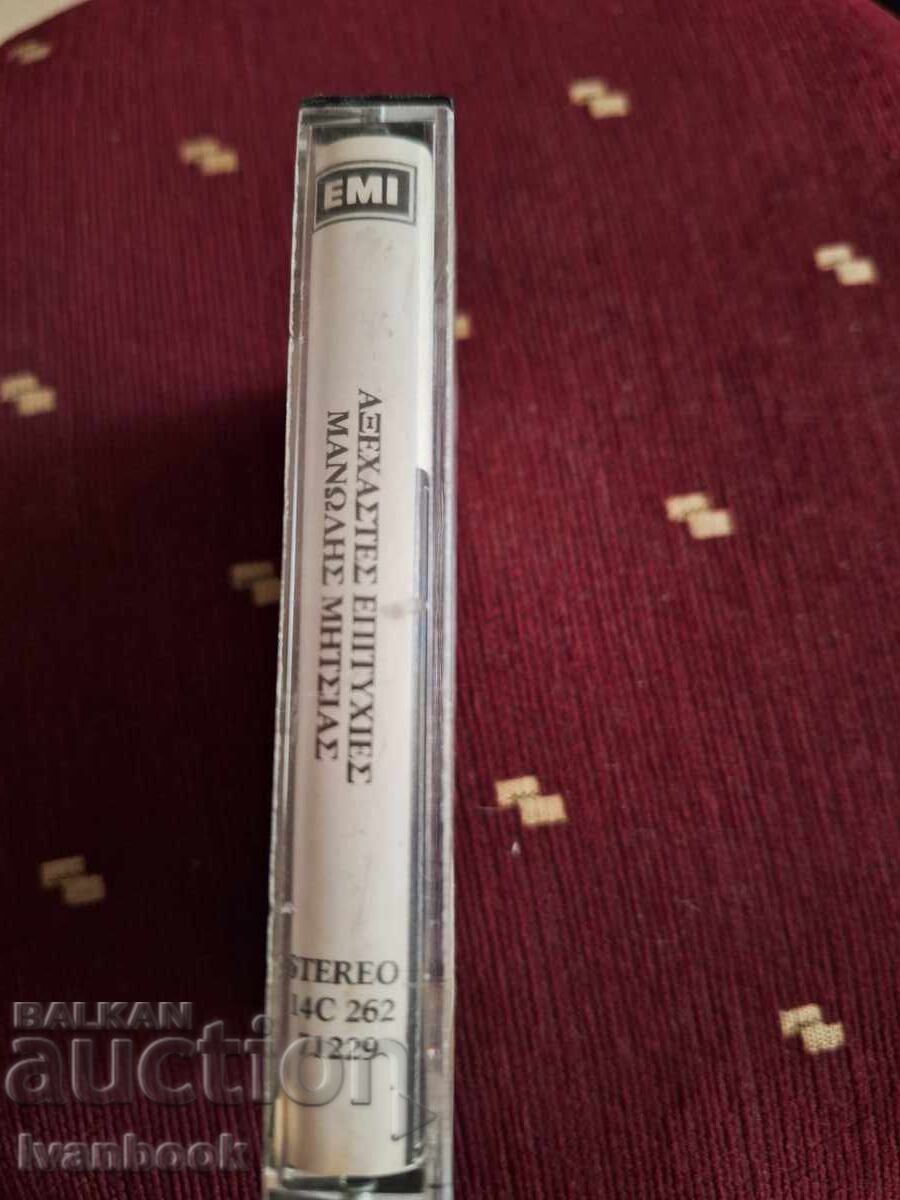 EMI
ΑΞΕΧΑΣΤΕΣ ΕΠΙΤΥΧΙΕΣ
ΜΑΝΩΛΗΣ ΜΗΤΣΙΑΣ
STEREO
14C 262
71229
BALKAN
auction
Ivanbook